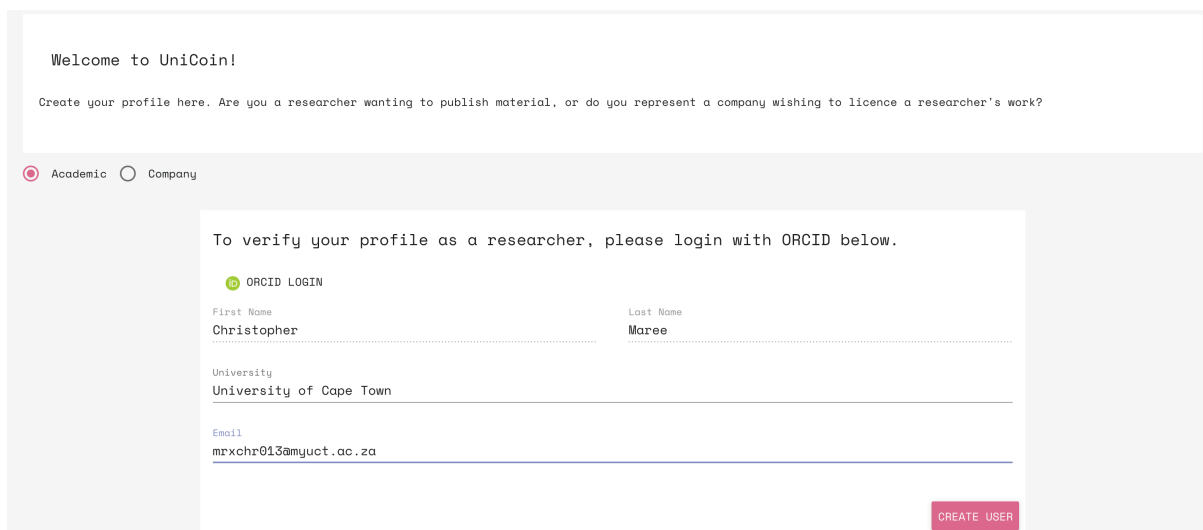 Welcome to UniCoin!
Create your profile here. Are you a researcher wanting to publish material, or do you represent a company wishing to licence a researcher's work?
Academic Company
To verify your profile as a researcher, please login with ORCID below.
iD ORCID LOGIN
First Name Last Name
Christopher Maree
University
University of Cape Town
Email
mrxchr013@myuct.ac.za
CREATE USER